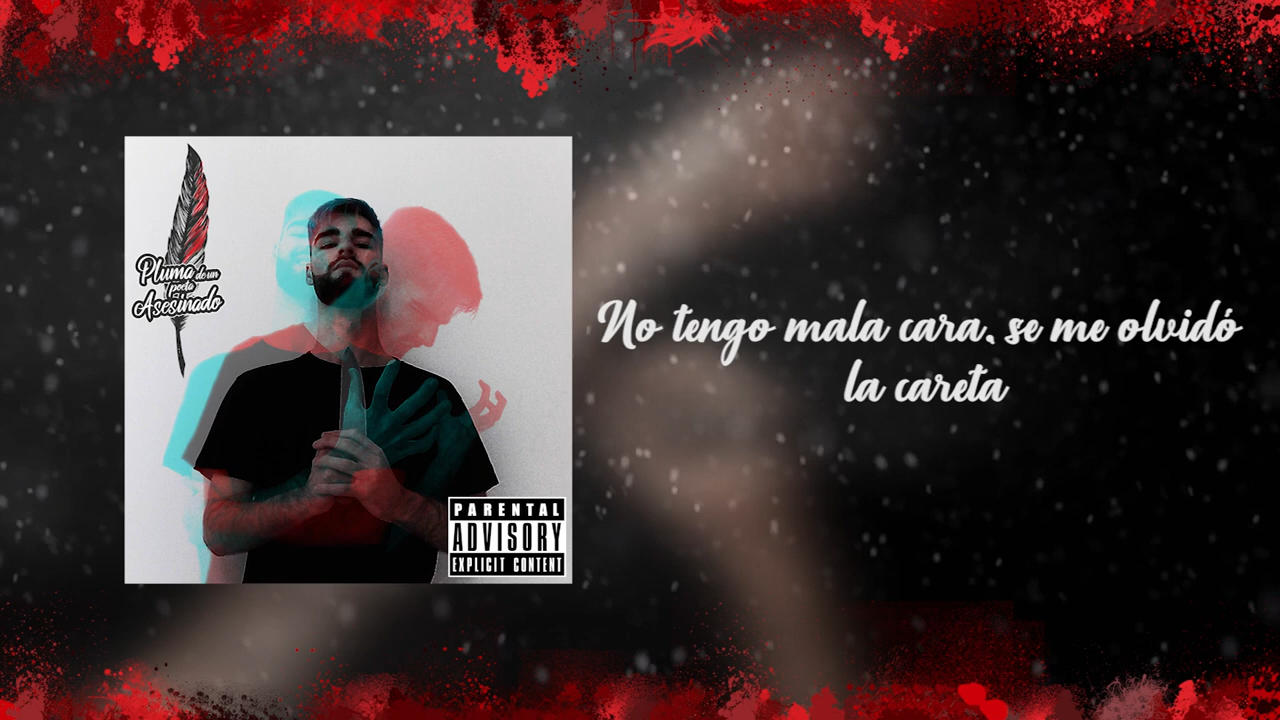 Pluma de un
poeta
Asesinado
No tengo mala cara, se me olvidó
la careta
PARENTAL
ADVISORY
EXPLICIT CONTENT